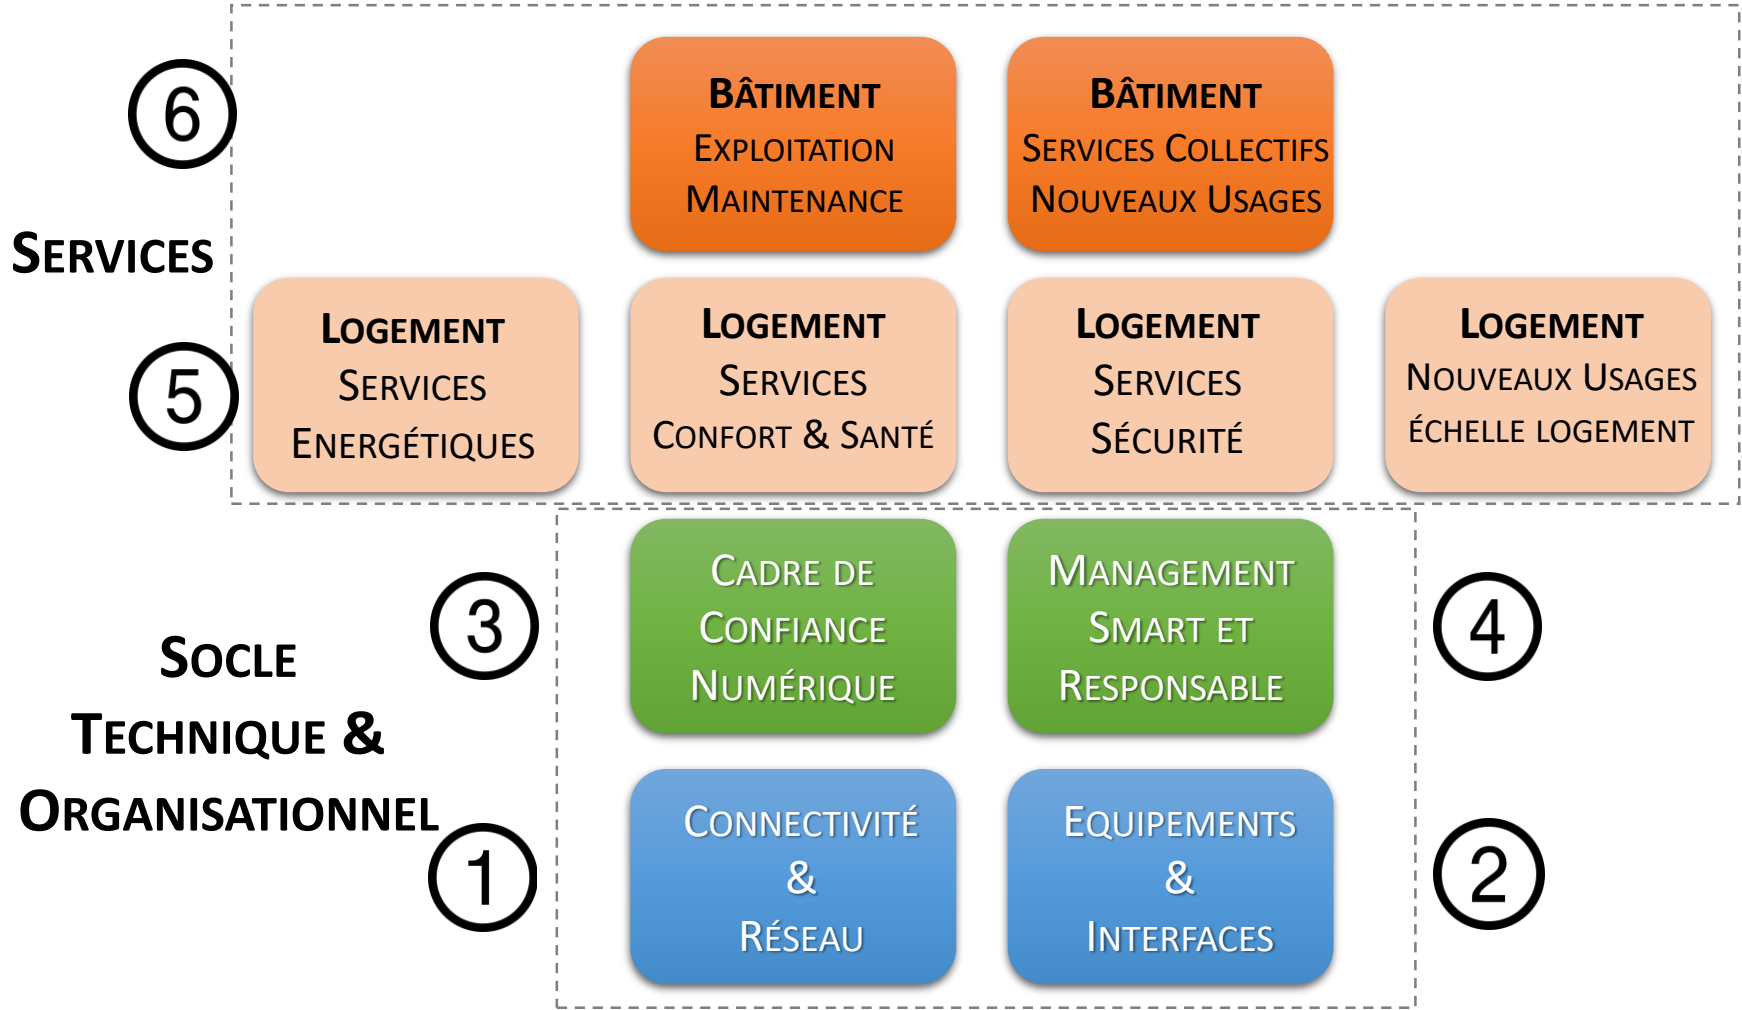 6
BÂTIMENT
EXPLOITATION
MAINTENANCE
BÂTIMENT
SERVICES COLLECTIFS
NOUVEAUX USAGES
SERVICES
5
LOGEMENT
SERVICES
ENERGÉTIQUES
LOGEMENT
SERVICES
CONFORT & SANTÉ
LOGEMENT
SERVICES
SÉCURITÉ
LOGEMENT
NOUVEAUX USAGES
ÉCHELLE LOGEMENT
SOCLE
TECHNIQUE &
ORGANISATIONNEL
3
CADRE DE
CONFIANCE
NUMÉRIQUE
MANAGEMENT
SMART ET
RESPONSABLE
4
1
CONNECTIVITÉ
&
RÉSEAU
EQUIPEMENTS
&
INTERFACES
2